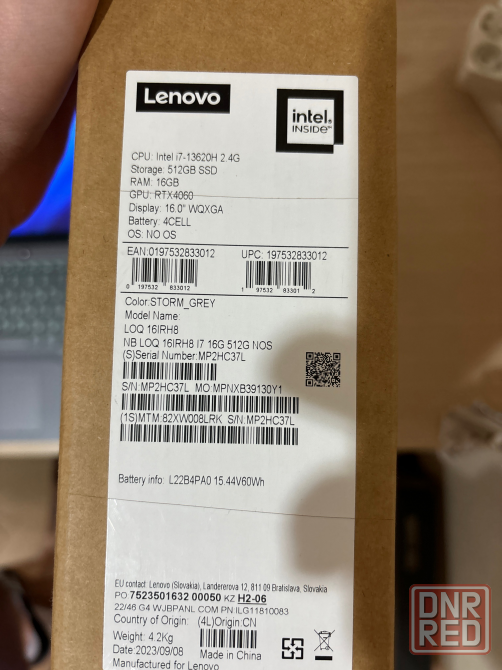 Lenovo
intel.
INSIDE™
CPU: Intel i7-13620H 2.4G
Storage: 512GB SSD
RAM: 16GB
GPU: RTX4060
Display: 16.0" WQXGA
Battery: 4CELL
OS: NO OS
EAN:0197532833012 UPC: 197532833012
0 197532 833012 1 97532 83301 2
Color:STORM_GREY
Model Name:
LOQ 16IRH8
NB LOQ 16IRH8 I7 16G 512G NOS
(S)Serial Number:MP2HC37L
S/N:MP2HC37L MO:MPNXB39130Y1
(1S)MTM:82XW008LRK S/N:MP2HC37L
Battery info: L22B4PA0 15.44V60Wh
EU contact: Lenovo (Slovakia), Landererova 12, 811 09 Bratislava, Slovakia
PO 7523501632 00050 KZ H2-06
22/46 G4 WJBPANL COM PN:ILG11810083
Country of Origin: (4L)Origin:CN
Weight: 4.2Kg
Date:2023/09/08 Made in China
Manufactured for Lenovo
DNR
RED